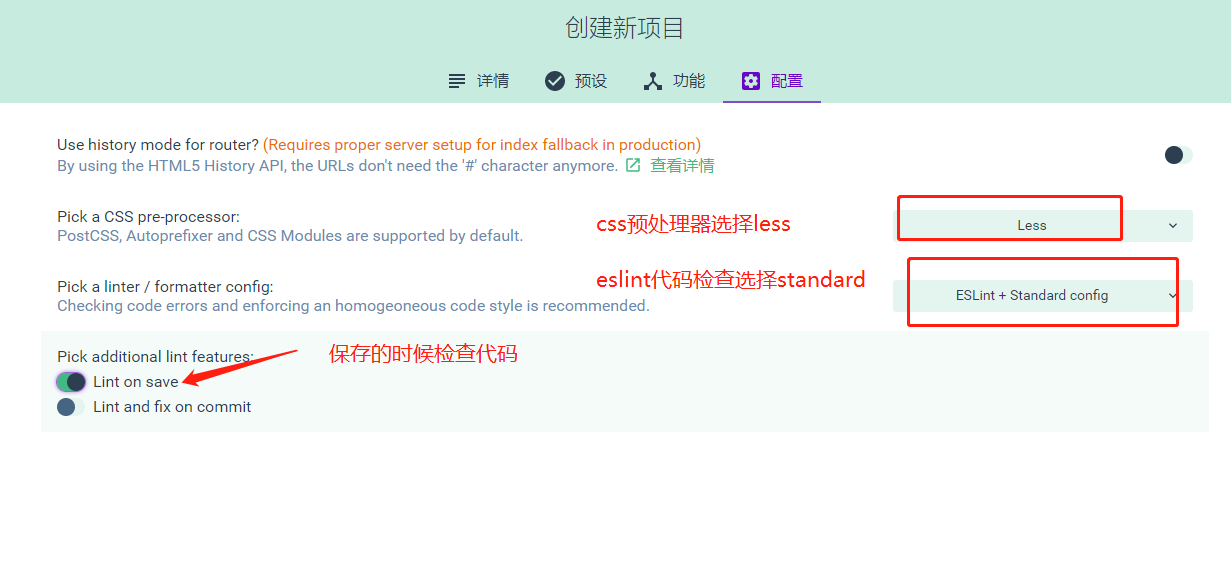 创建新项目
详情 预设 功能 配置
Use history mode for router? (Requires proper server setup for index fallback in production)
By using the HTML5 History API, the URLs don't need the '#' character anymore. 查看详情
Pick a CSS pre-processor:
PostCSS, Autoprefixer and CSS Modules are supported by default.
css预处理器选择less
Less
Pick a linter / formatter config:
Checking code errors and enforcing an homogeoneous code style is recommended.
eslint代码检查选择standard
ESLint + Standard config
Pick additional lint features:
保存的时候检查代码
Lint on save
Lint and fix on commit